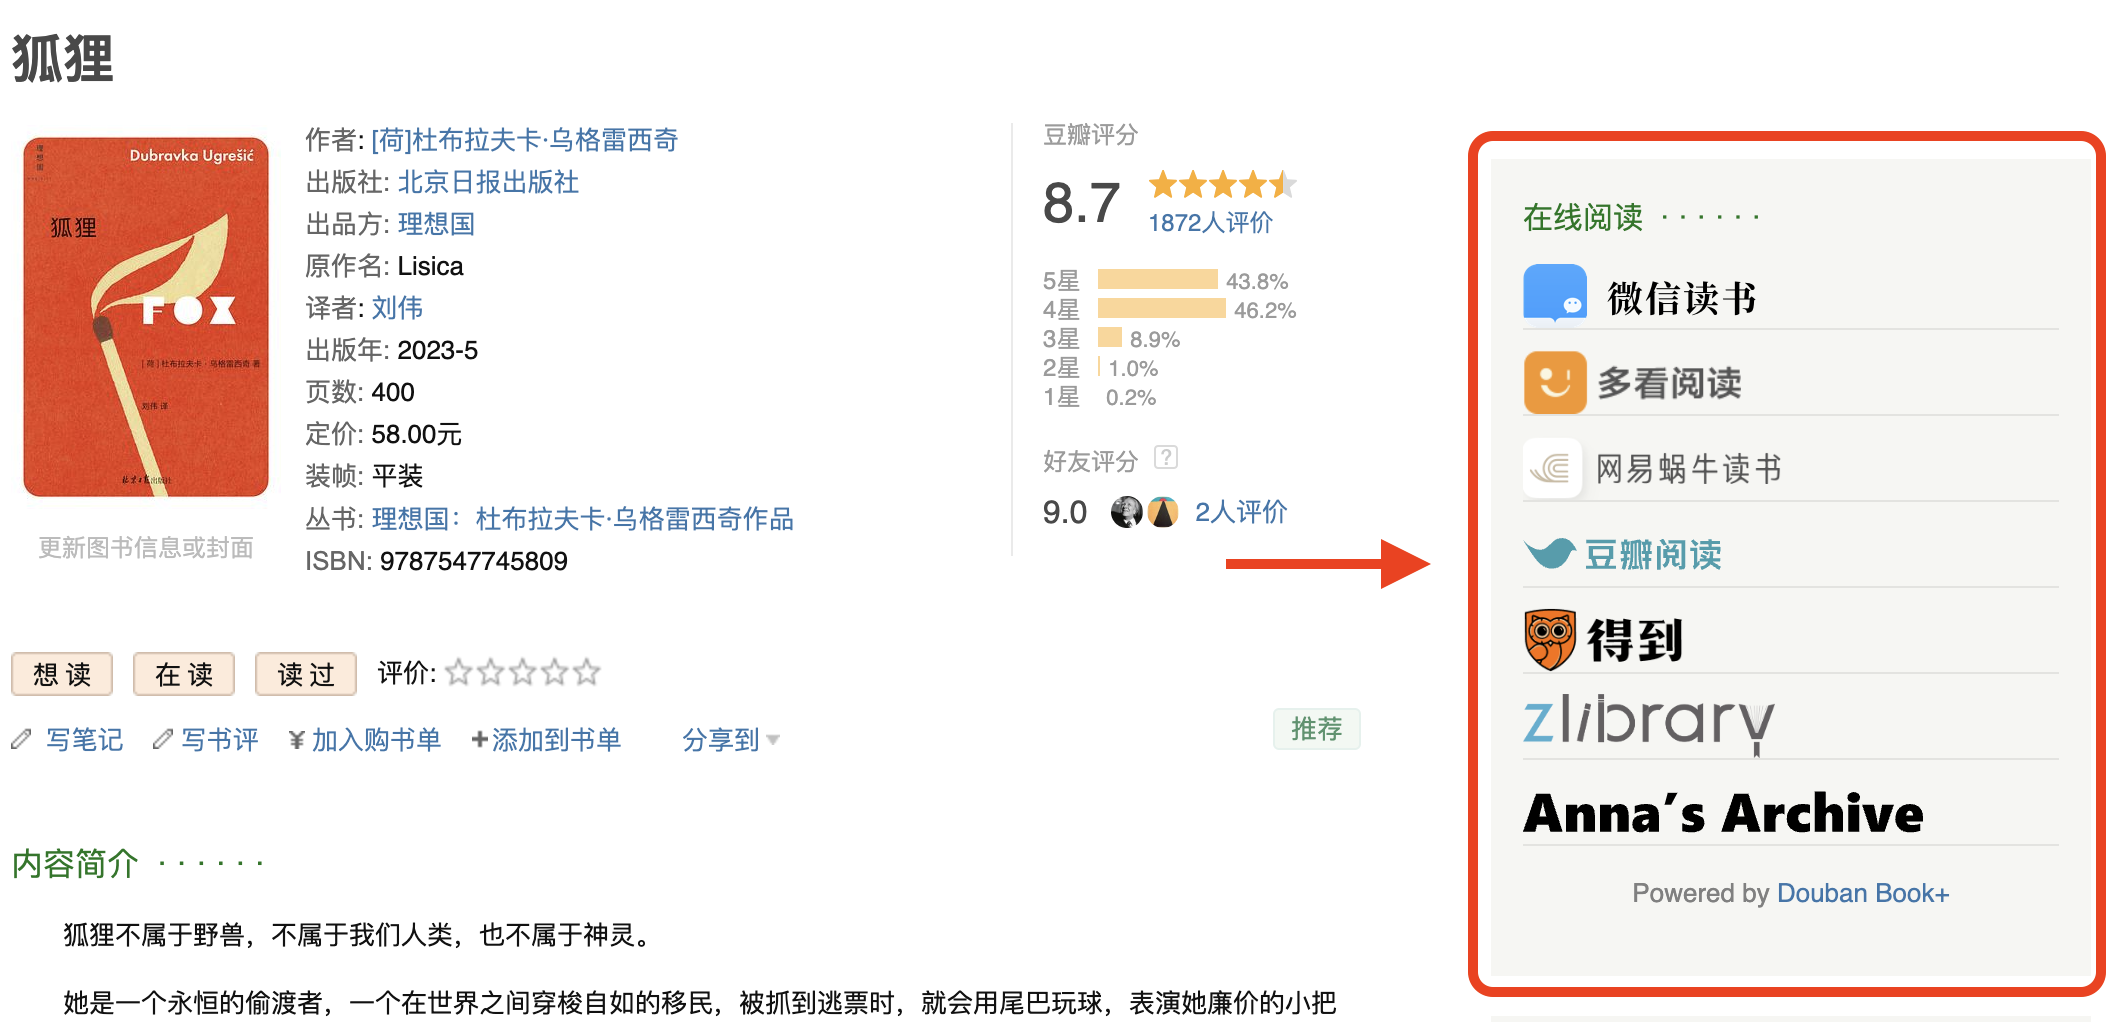 狐狸
理想国
Dubravka Ugrešić
狐狸
FOX
[荷]杜布拉夫卡·乌格雷西奇 著
刘伟 译
北京日报出版社
更新图书信息或封面
作者: [荷]杜布拉夫卡·乌格雷西奇
出版社: 北京日报出版社
出品方: 理想国
原作名: Lisica
译者: 刘伟
出版年: 2023-5
页数: 400
定价: 58.00元
装帧: 平装
丛书: 理想国：杜布拉夫卡·乌格雷西奇作品
ISBN: 9787547745809
豆瓣评分
8.7
1872人评价
5星 43.8%
4星 46.2%
3星 8.9%
2星 1.0%
1星 0.2%
好友评分 ?
9.0 2人评价
想读 在读 读过 评价:
写笔记 写书评 ¥加入购书单 +添加到书单 分享到
推荐
内容简介 · · · · · ·
狐狸不属于野兽，不属于我们人类，也不属于神灵。
她是一个永恒的偷渡者，一个在世界之间穿梭自如的移民，被抓到逃票时，就会用尾巴玩球，表演她廉价的小把
在线阅读 · · · · · ·
微信读书
多看阅读
网易蜗牛读书
豆瓣阅读
得到
zlibrary
Anna's Archive
Powered by Douban Book+